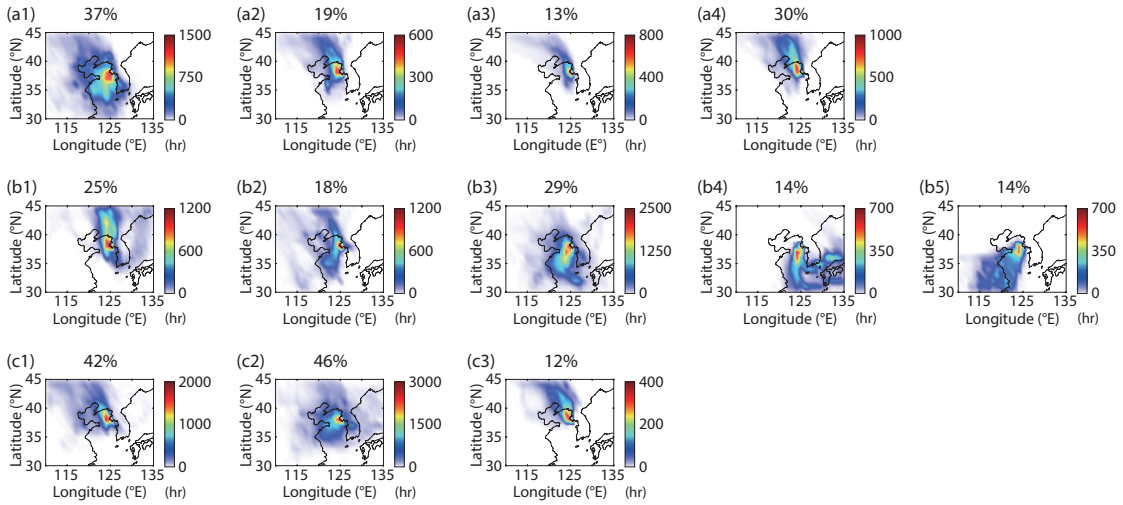 (a1) 37% (a2) 19% (a3) 13% (a4) 30%
45 1500 45 600 45 800 45 1000
40 40 40 40
35 750 35 300 35 400 35 500
30 0 30 0 30 0 30 0
115 125 135 115 125 135 115 125 135 115 125 135
Latitude (°N) Latitude (°N) Latitude (°N) Latitude (°N)
Longitude (°E) (hr) Longitude (°E) (hr) Longitude (E°) (hr) Longitude (°E) (hr)
(b1) 25% (b2) 18% (b3) 29% (b4) 14% (b5) 14%
45 1200 45 1200 45 2500 45 700 45 700
40 40 40 40 40
35 600 35 600 35 1250 35 350 35 350
30 0 30 0 30 0 30 0 30 0
115 125 135 115 125 135 115 125 135 115 125 135 115 125 135
Latitude (°N) Latitude (°N) Latitude (°N) Latitude (°N) Latitude (°N)
Longitude (°E) (hr) Longitude (°E) (hr) Longitude (°E) (hr) Longitude (°E) (hr) Longitude (°E) (hr)
(c1) 42% (c2) 46% (c3) 12%
45 2000 45 3000 45 400
40 40 40
35 1000 35 1500 35 200
30 0 30 0 30 0
115 125 135 115 125 135 115 125 135
Latitude (°N) Latitude (°N) Latitude (°N)
Longitude (°E) (hr) Longitude (°E) (hr) Longitude (°E) (hr)